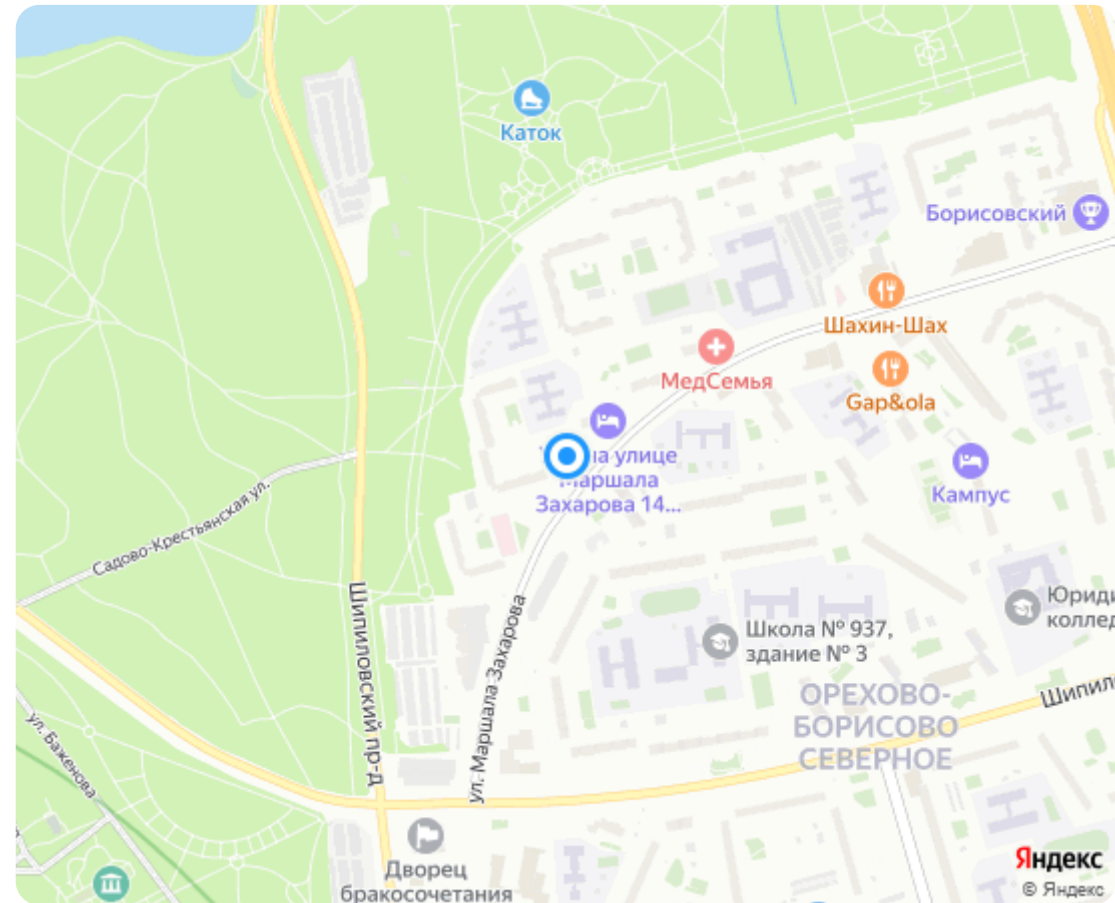 Каток
Борисовский
Шахин-Шах
МедСемья
Gap&ola
на улице
Маршала
Захарова 14...
Кампус
Садово-Крестьянская ул.
Шипиловский пр-д
ул. Маршала Захарова
Школа № 937,
здание № 3
Юриди
коллед
ОРЕХОВО-
БОРИСОВО
СЕВЕРНОЕ
Шипил
ул. Баженова
Дворец
бракосочетания
Яндекс
© Яндекс